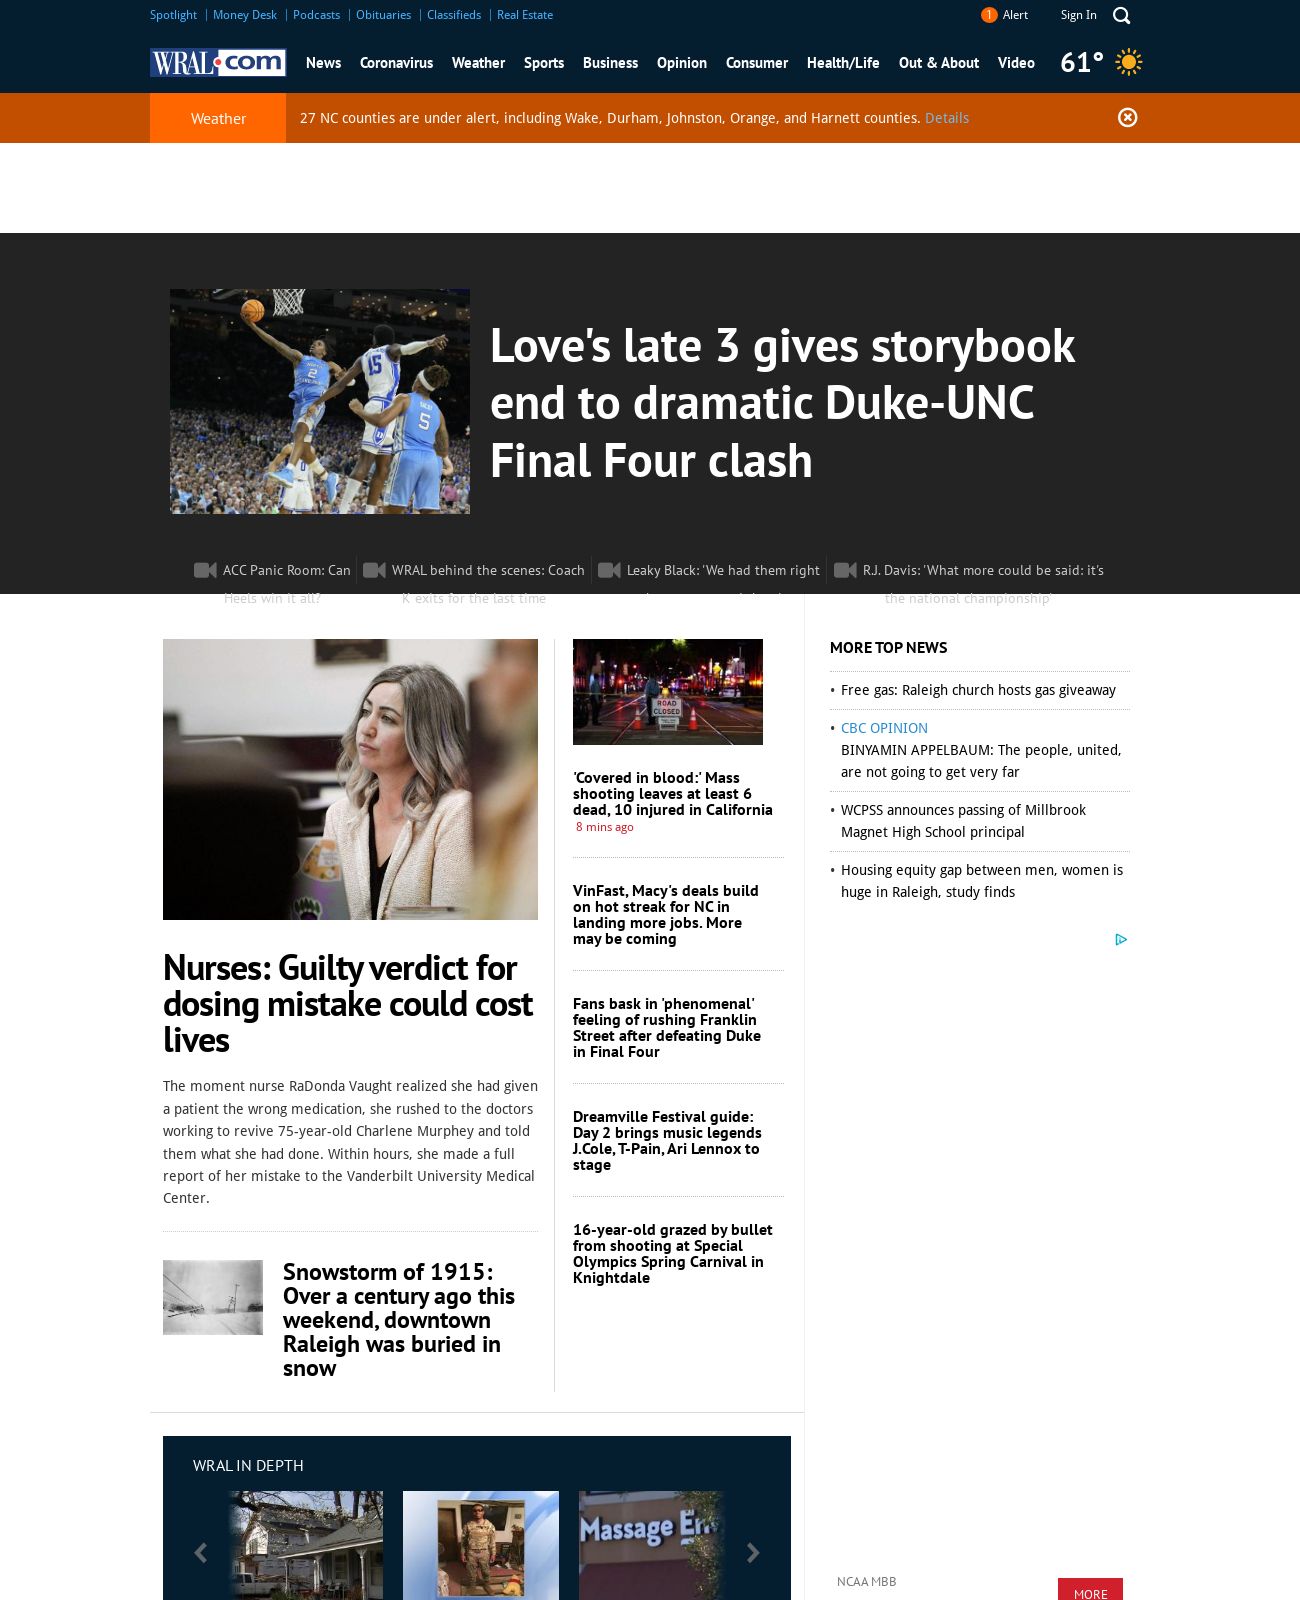 Spotlight | Money Desk | Podcasts | Obituaries | Classifieds | Real Estate
1 Alert Sign In
WRAL.com News Coronavirus Weather Sports Business Opinion Consumer Health/Life Out & About Video 61°
Weather 27 NC counties are under alert, including Wake, Durham, Johnston, Orange, and Harnett counties. Details
Love's late 3 gives storybook
end to dramatic Duke-UNC
Final Four clash
ACC Panic Room: Can
Heels win it all?
WRAL behind the scenes: Coach
K exits for the last time
Leaky Black: 'We had them right
R.J. Davis: 'What more could be said: it's
the national championship'
Nurses: Guilty verdict for
dosing mistake could cost
lives
The moment nurse RaDonda Vaught realized she had given
a patient the wrong medication, she rushed to the doctors
working to revive 75-year-old Charlene Murphey and told
them what she had done. Within hours, she made a full
report of her mistake to the Vanderbilt University Medical
Center.
Snowstorm of 1915:
Over a century ago this
weekend, downtown
Raleigh was buried in
snow
ROAD
CLOSED
'Covered in blood:' Mass
shooting leaves at least 6
dead, 10 injured in California
8 mins ago
VinFast, Macy's deals build
on hot streak for NC in
landing more jobs. More
may be coming
Fans bask in 'phenomenal'
feeling of rushing Franklin
Street after defeating Duke
in Final Four
Dreamville Festival guide:
Day 2 brings music legends
J.Cole, T-Pain, Ari Lennox to
stage
16-year-old grazed by bullet
from shooting at Special
Olympics Spring Carnival in
Knightdale
MORE TOP NEWS
• Free gas: Raleigh church hosts gas giveaway
• CBC OPINION
BINYAMIN APPELBAUM: The people, united,
are not going to get very far
• WCPSS announces passing of Millbrook
Magnet High School principal
• Housing equity gap between men, women is
huge in Raleigh, study finds
WRAL IN DEPTH
Massage En
NCAA MBB
MORE